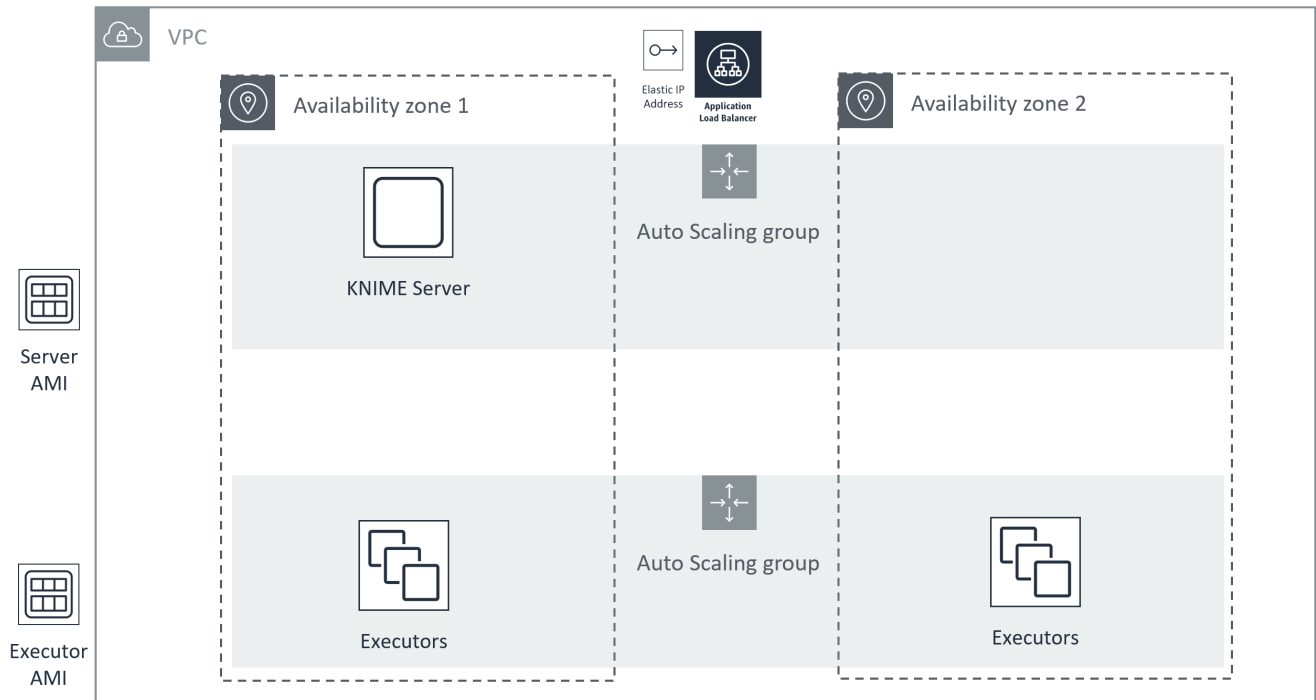 VPC
Elastic IP
Address
Application
Load Balancer
Availability zone 1
Availability zone 2
Auto Scaling group
KNIME Server
Server
AMI
Auto Scaling group
Executors
Executors
Executor
AMI